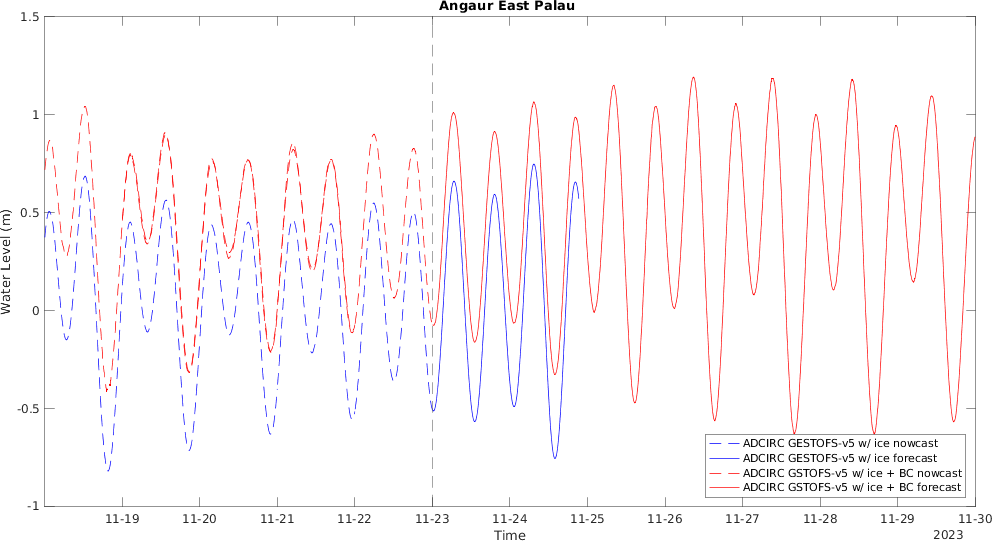 Angaur East Palau
1.5
1
0.5
0
-0.5
-1
Water Level (m)
ADCIRC GESTOFS-v5 w/ ice nowcast
ADCIRC GESTOFS-v5 w/ ice forecast
ADCIRC GSTOFS-v5 w/ ice + BC nowcast
ADCIRC GSTOFS-v5 w/ ice + BC forecast
11-19 11-20 11-21 11-22 11-23 11-24 11-25 11-26 11-27 11-28 11-29 11-30
Time
2023